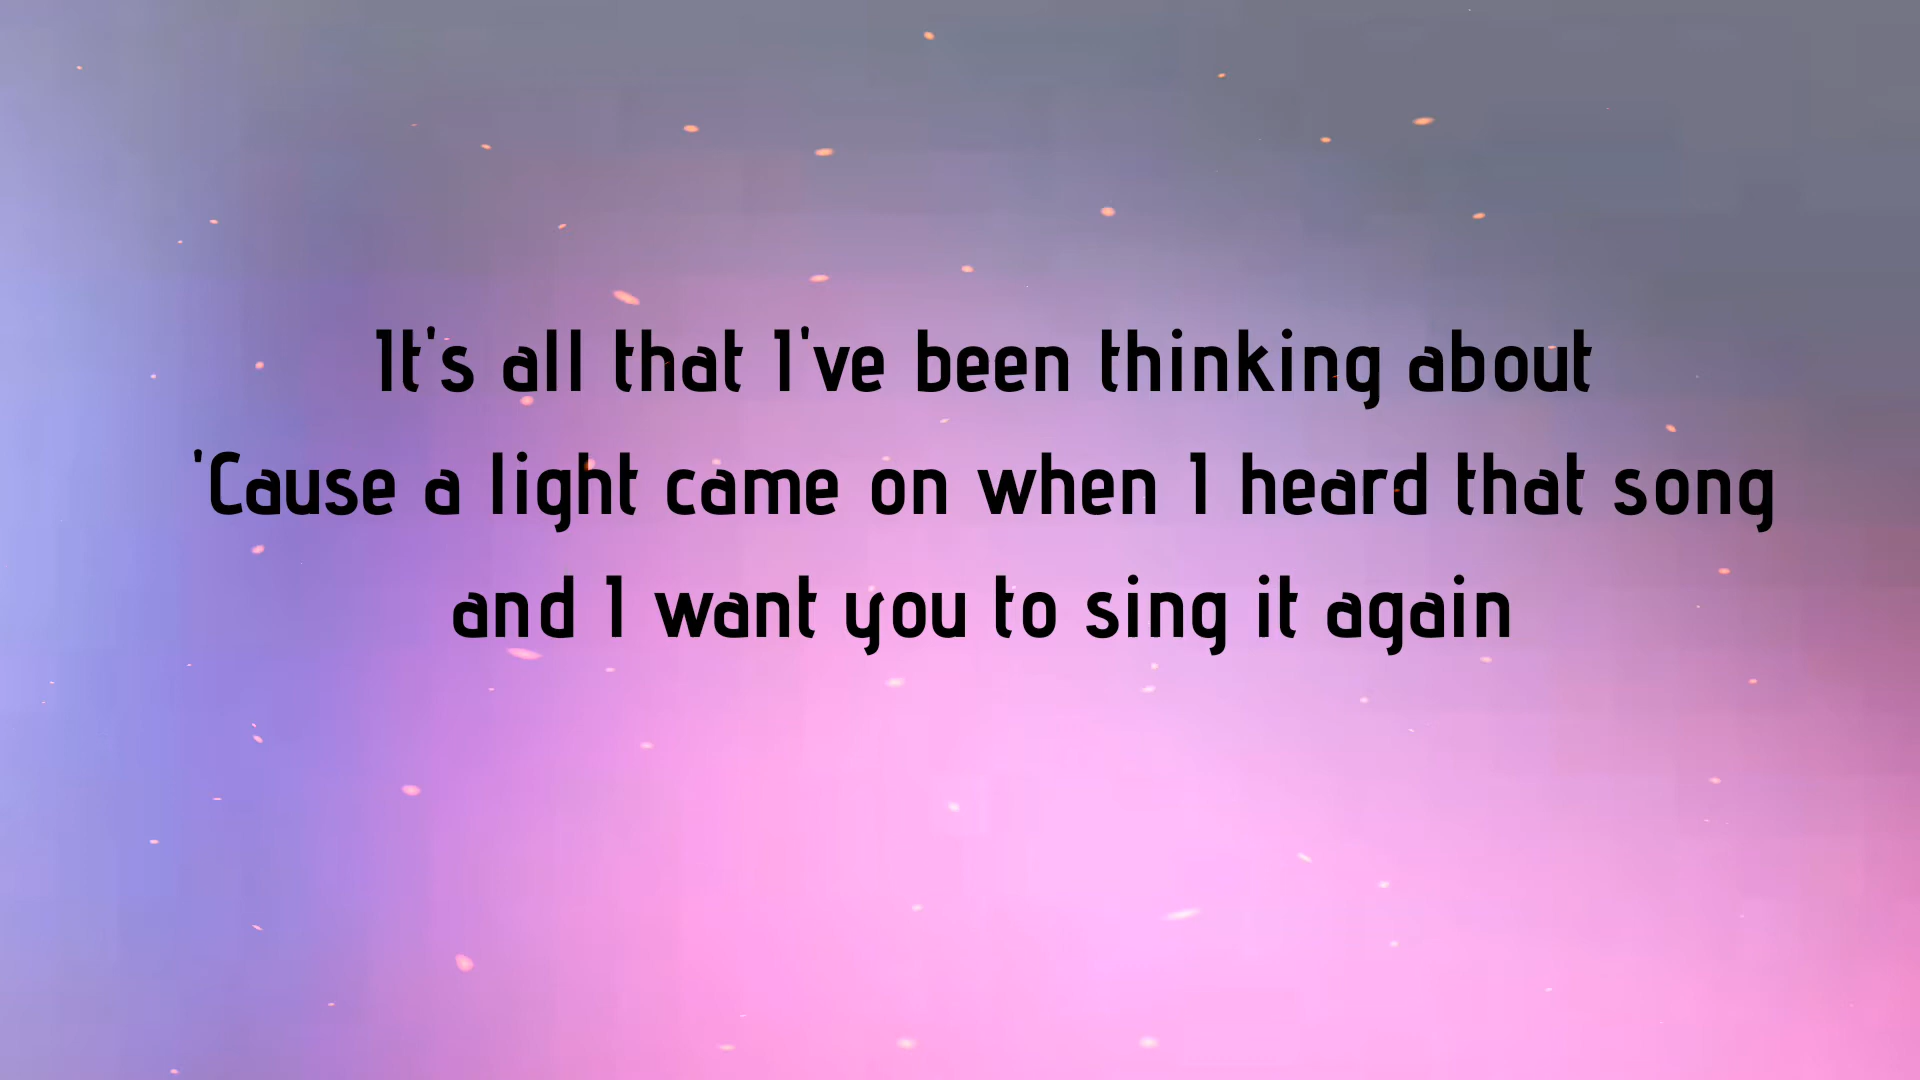 It's all that I've been thinking about
'Cause a light came on when I heard that song
and I want you to sing it again